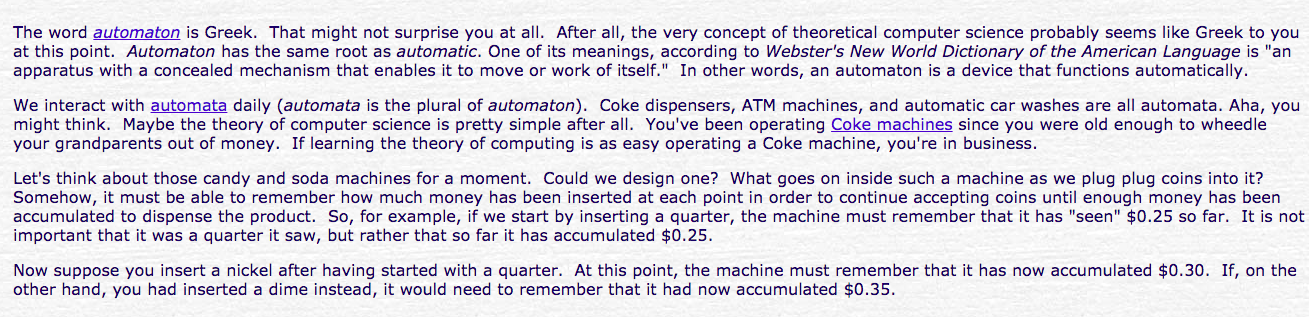 The word automaton is Greek.  That might not surprise you at all.  After all, the very concept of theoretical computer science probably seems like Greek to you
at this point.  Automaton has the same root as automatic. One of its meanings, according to Webster's New World Dictionary of the American Language is "an
apparatus with a concealed mechanism that enables it to move or work of itself."  In other words, an automaton is a device that functions automatically.
We interact with automata daily (automata is the plural of automaton).  Coke dispensers, ATM machines, and automatic car washes are all automata. Aha, you
might think.  Maybe the theory of computer science is pretty simple after all.  You've been operating Coke machines since you were old enough to wheedle
your grandparents out of money.  If learning the theory of computing is as easy operating a Coke machine, you're in business.
Let's think about those candy and soda machines for a moment.  Could we design one?  What goes on inside such a machine as we plug plug coins into it?
Somehow, it must be able to remember how much money has been inserted at each point in order to continue accepting coins until enough money has been
accumulated to dispense the product.  So, for example, if we start by inserting a quarter, the machine must remember that it has "seen" $0.25 so far.  It is not
important that it was a quarter it saw, but rather that so far it has accumulated $0.25.
Now suppose you insert a nickel after having started with a quarter.  At this point, the machine must remember that it has now accumulated $0.30.  If, on the
other hand, you had inserted a dime instead, it would need to remember that it had now accumulated $0.35.